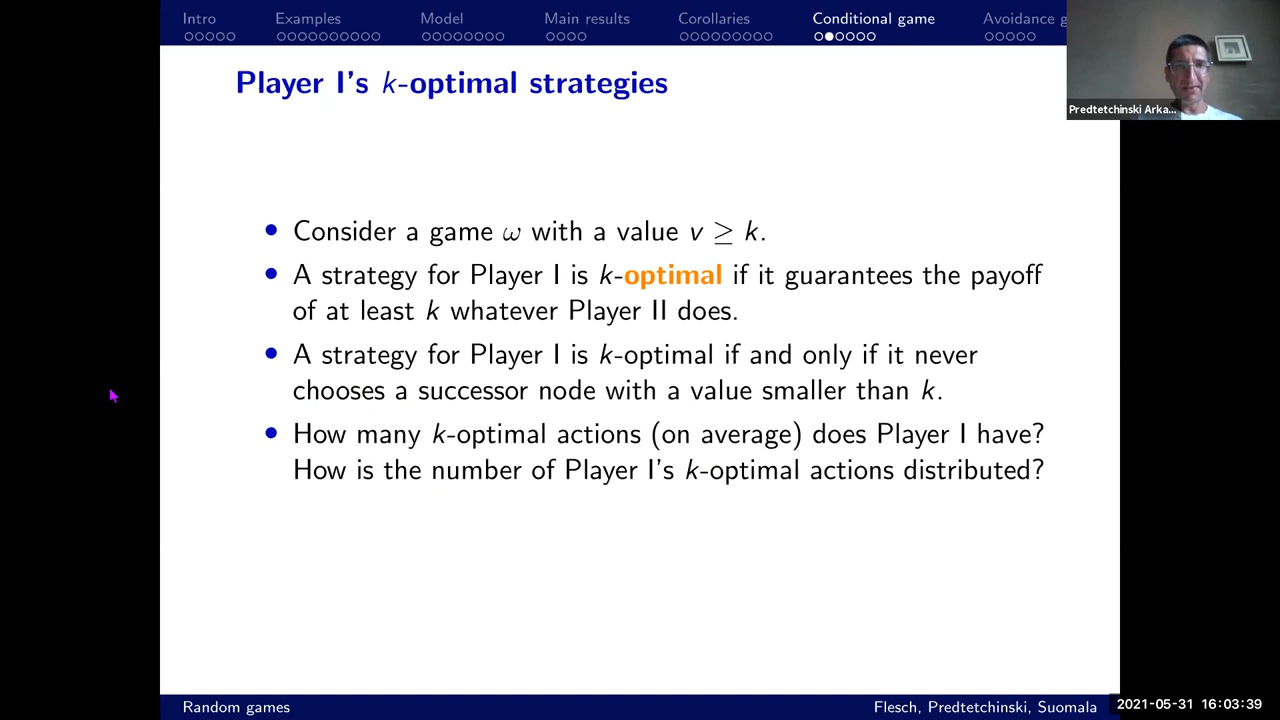 Intro Examples Model Main results Corollaries Conditional game Avoidance g
Player I's k-optimal strategies
Predtetchinski Arka...
Consider a game ω with a value v ≥ k.
A strategy for Player I is k-optimal if it guarantees the payoff
of at least k whatever Player II does.
A strategy for Player I is k-optimal if and only if it never
chooses a successor node with a value smaller than k.
How many k-optimal actions (on average) does Player I have?
How is the number of Player I's k-optimal actions distributed?
Random games Flesch, Predtetchinski, Suomala 2021-05-31 16:03:39